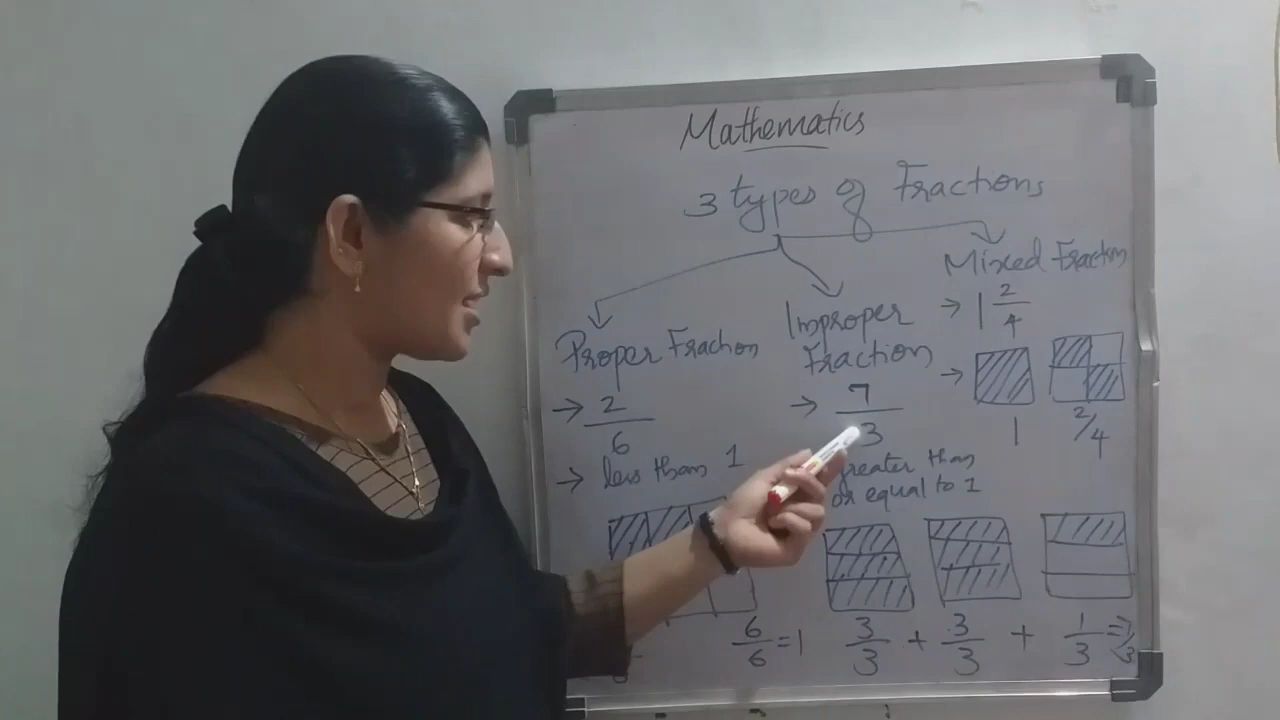 Mathematics
3 types of Fractions
Proper Fraction
→ 2/6
→ less than 1
6/6 = 1
Improper
Fraction
→ 7/3
greater than
or equal to 1
3/3 + 3/3 + 1/3 ⇒ 7/3
Mixed Fraction
→ 1 2/4
→
1 2/4